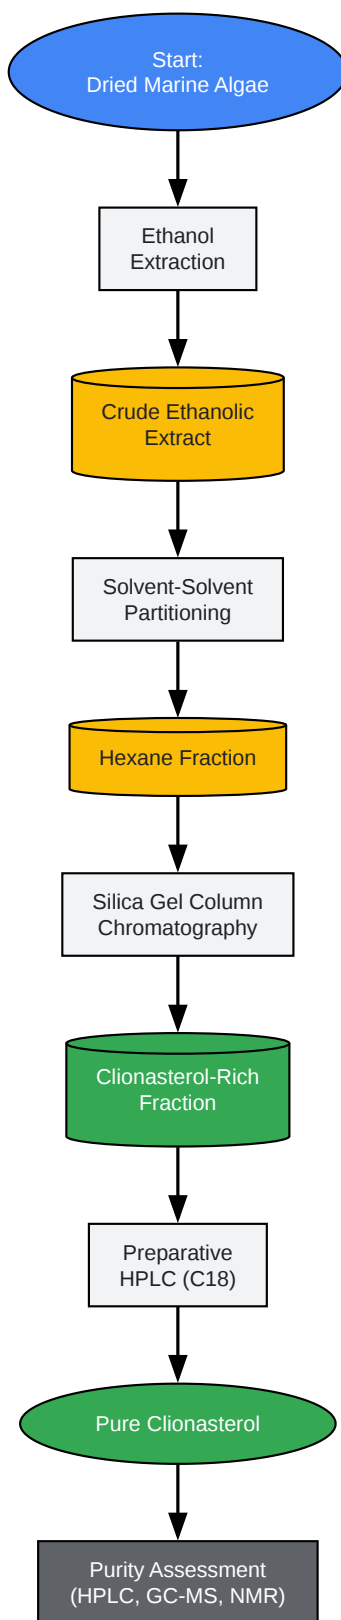 Start:
Dried Marine Algae
Ethanol
Extraction
Crude Ethanolic
Extract
Solvent-Solvent
Partitioning
Hexane Fraction
Silica Gel Column
Chromatography
Clionasterol-Rich
Fraction
Preparative
HPLC (C18)
Pure Clionasterol
Purity Assessment
(HPLC, GC-MS, NMR)